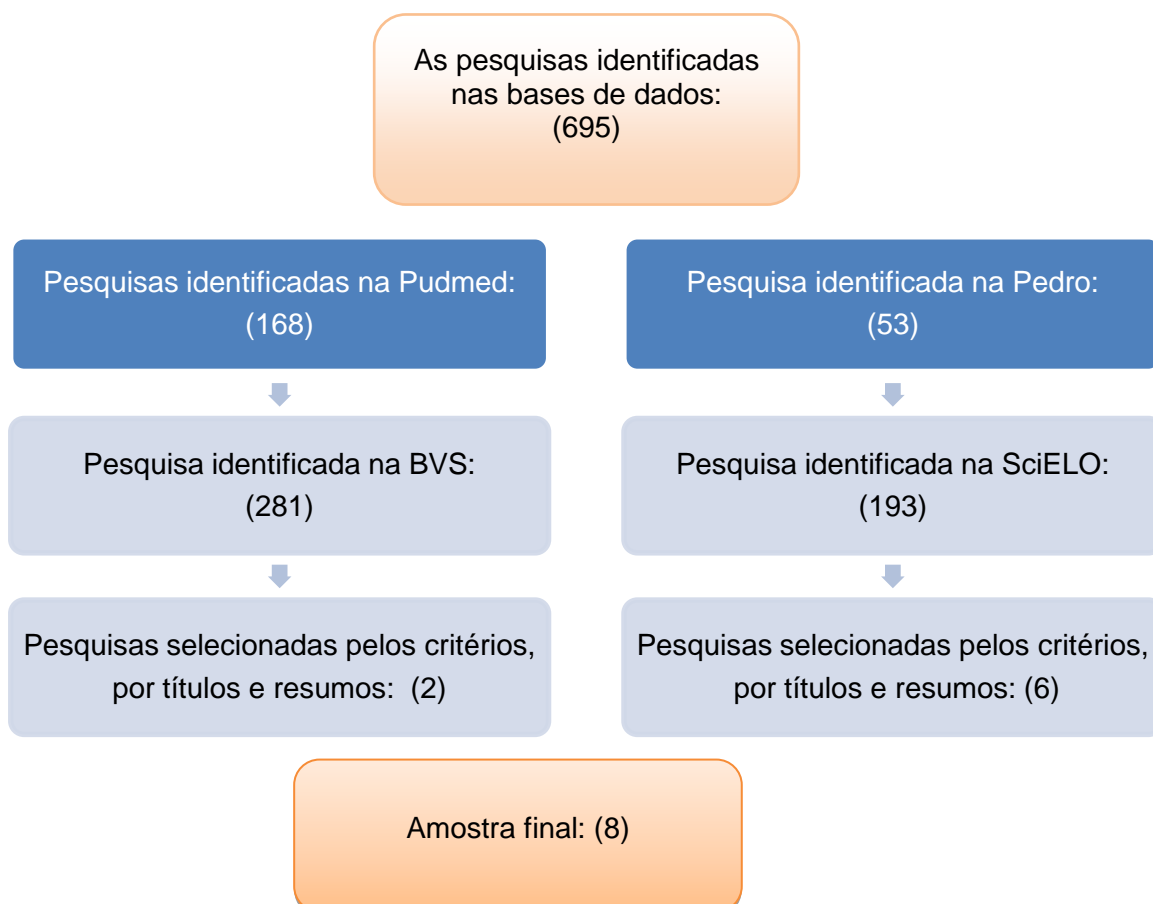 As pesquisas identificadas
nas bases de dados:
(695)
Pesquisas identificadas na Pudmed:
(168)
Pesquisa identificada na Pedro:
(53)
Pesquisa identificada na BVS:
(281)
Pesquisa identificada na SciELO:
(193)
Pesquisas selecionadas pelos critérios,
por títulos e resumos:  (2)
Pesquisas selecionadas pelos critérios,
por títulos e resumos: (6)
Amostra final: (8)